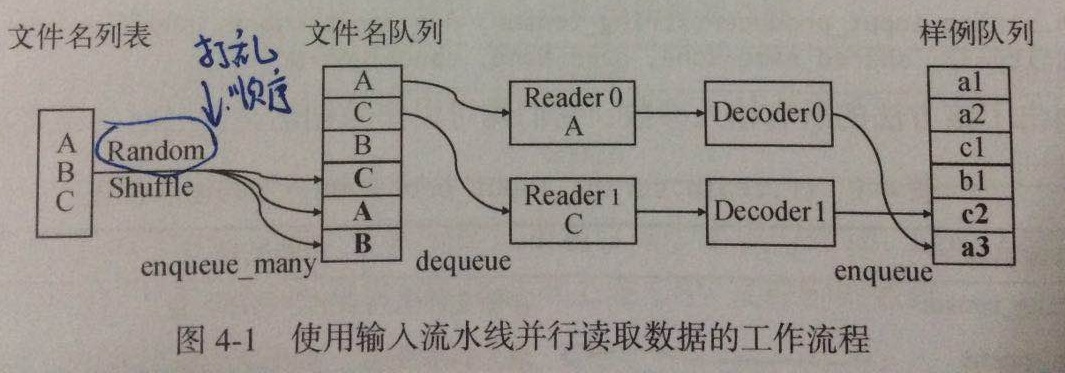 文件名列表
打乱
顺序
文件名队列
样例队列
A
B
C
Random
Shuffle
enqueue_many
A
C
B
C
A
B
dequeue
Reader 0
A
Reader 1
C
Decoder0
Decoder1
enqueue
a1
a2
c1
b1
c2
a3
图 4-1 使用输入流水线并行读取数据的工作流程